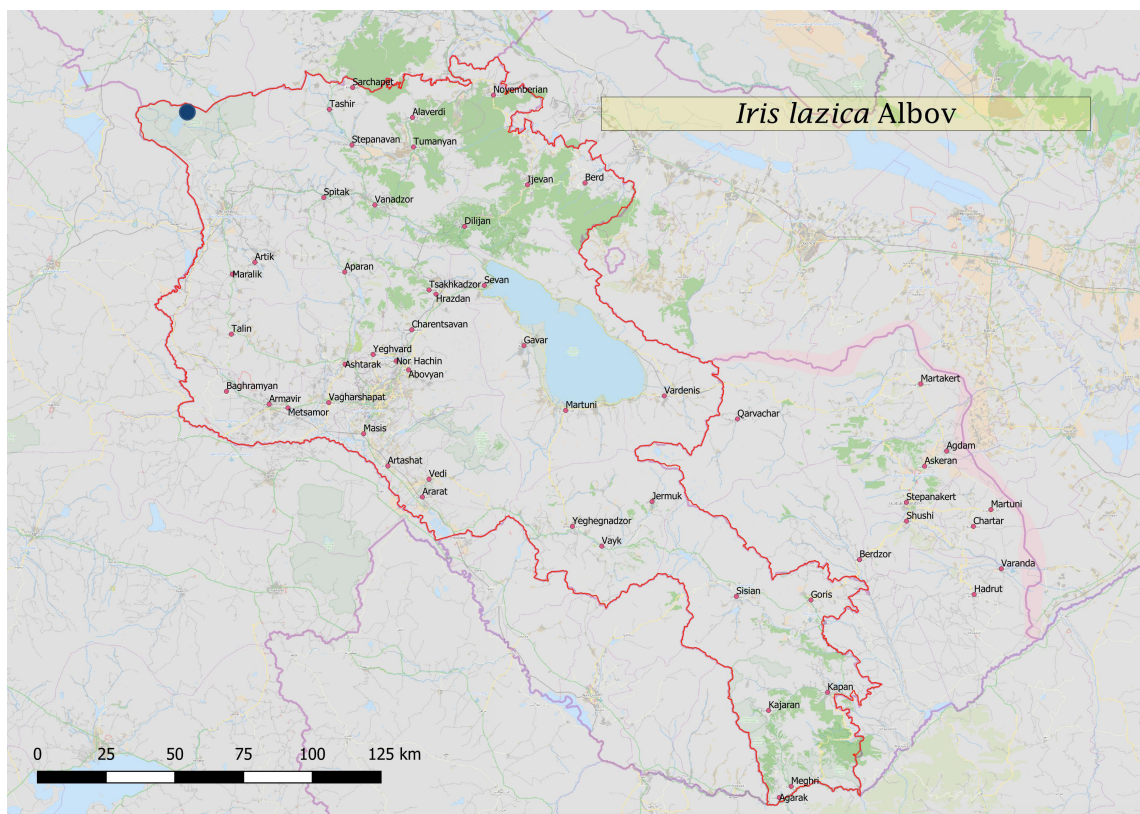 Sarchapet
Noyemberian
Iris lazica Albov
Tashir
Alaverdi
Stepanavan
Tumanyan
Ijevan
Berd
Spitak
Vanadzor
Dilijan
Artik
Maralik
Aparan
Tsakhkadzor
Sevan
Hrazdan
Charentsavan
Talin
Gavar
Yeghvard
Nor Hachin
Ashtarak
Abovyan
Baghramyan
Armavir
Metsamor
Vagharshapat
Martuni
Vardenis
Martakert
Qarvachar
Masis
Agdam
Askeran
Artashat
Vedi
Ararat
Jermuk
Stepanakert
Martuni
Shushi
Chartar
Yeghegnadzor
Vayk
Berdzor
Varanda
Sisian
Goris
Hadrut
Kapan
Kajaran
0 25 50 75 100 125 km
Meghri
Agarak